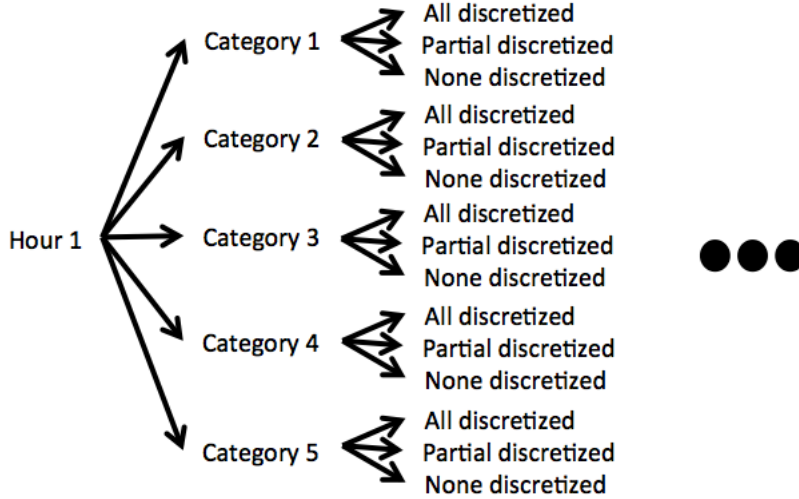 All discretized
Category 1
Partial discretized
None discretized
All discretized
Category 2
Partial discretized
None discretized
All discretized
Hour 1
Category 3
Partial discretized
None discretized
All discretized
Category 4
Partial discretized
None discretized
All discretized
Category 5
Partial discretized
None discretized